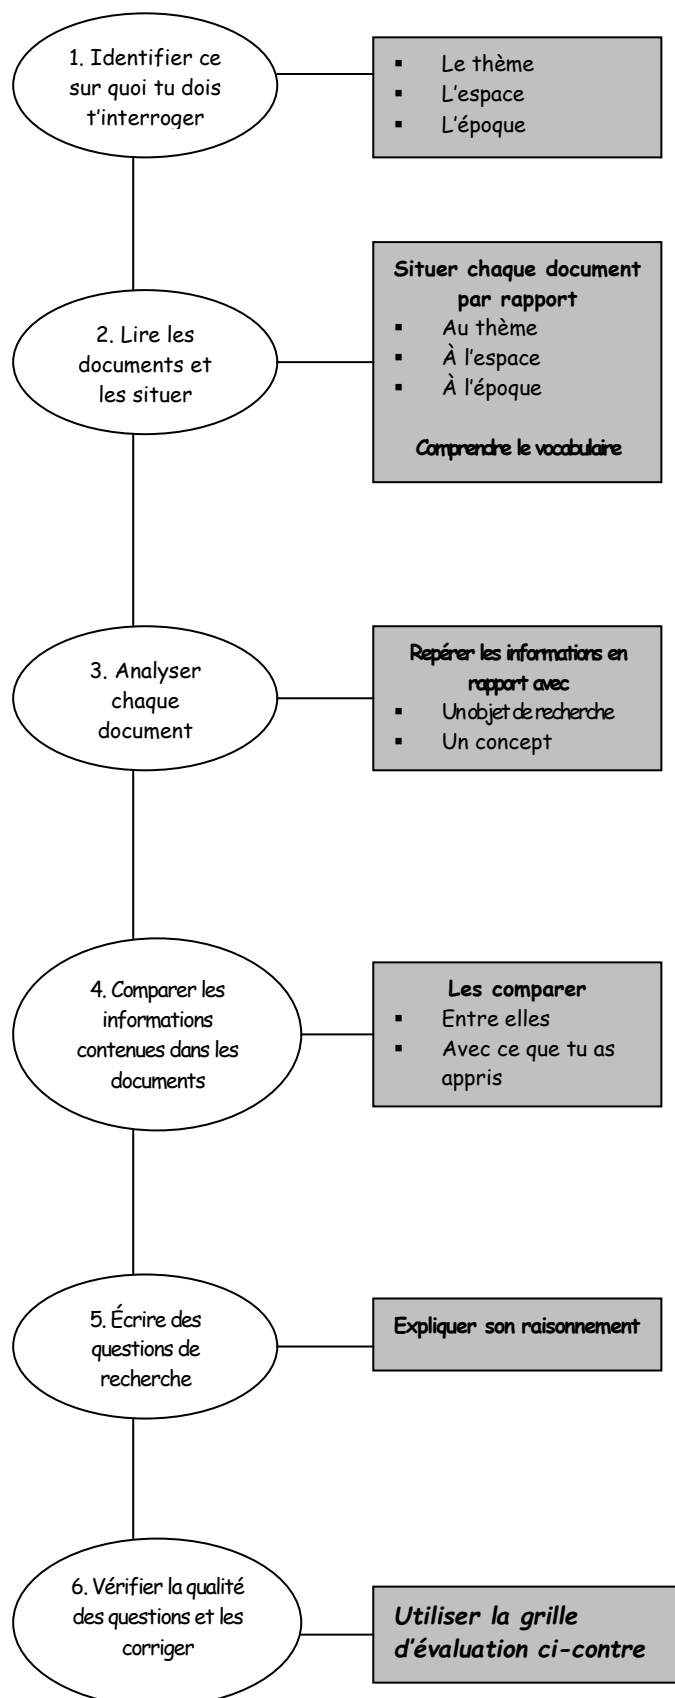 1. Identifier ce
sur quoi tu dois
t'interroger
▪ Le thème
▪ L'espace
▪ L'époque
2. Lire les
documents et
les situer
Situer chaque document
par rapport
▪ Au thème
▪ À l'espace
▪ À l'époque
Comprendre le vocabulaire
3. Analyser
chaque
document
Repérer les informations en
rapport avec
▪ Un objet de recherche
▪ Un concept
4. Comparer les
informations
contenues dans les
documents
Les comparer
▪ Entre elles
▪ Avec ce que tu as
appris
5. Écrire des
questions de
recherche
Expliquer son raisonnement
6. Vérifier la qualité
des questions et les
corriger
Utiliser la grille
d'évaluation ci-contre